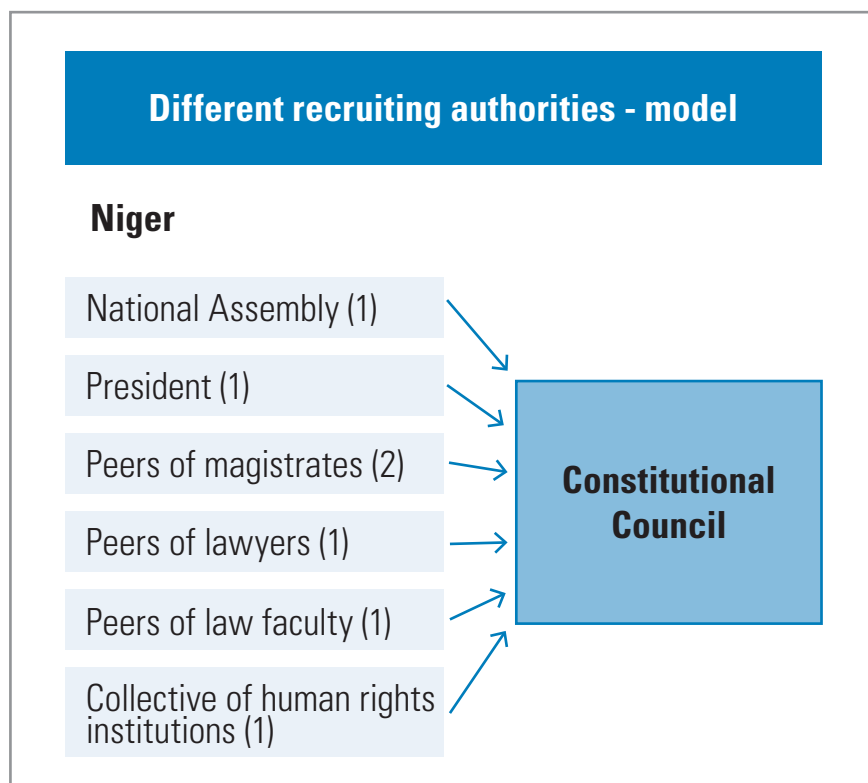 Different recruiting authorities - model
Niger
National Assembly (1)
President (1)
Peers of magistrates (2)
Peers of lawyers (1)
Peers of law faculty (1)
Collective of human rights
institutions (1)
Constitutional
Council